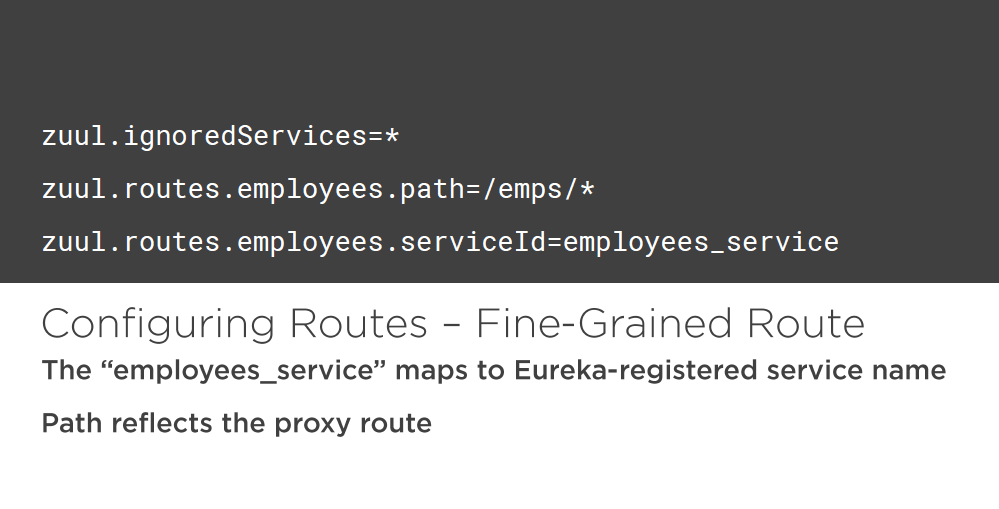 zuul.ignoredServices=*
zuul.routes.employees.path=/emps/*
zuul.routes.employees.serviceId=employees_service
Configuring Routes – Fine-Grained Route
The “employees_service” maps to Eureka-registered service name
Path reflects the proxy route